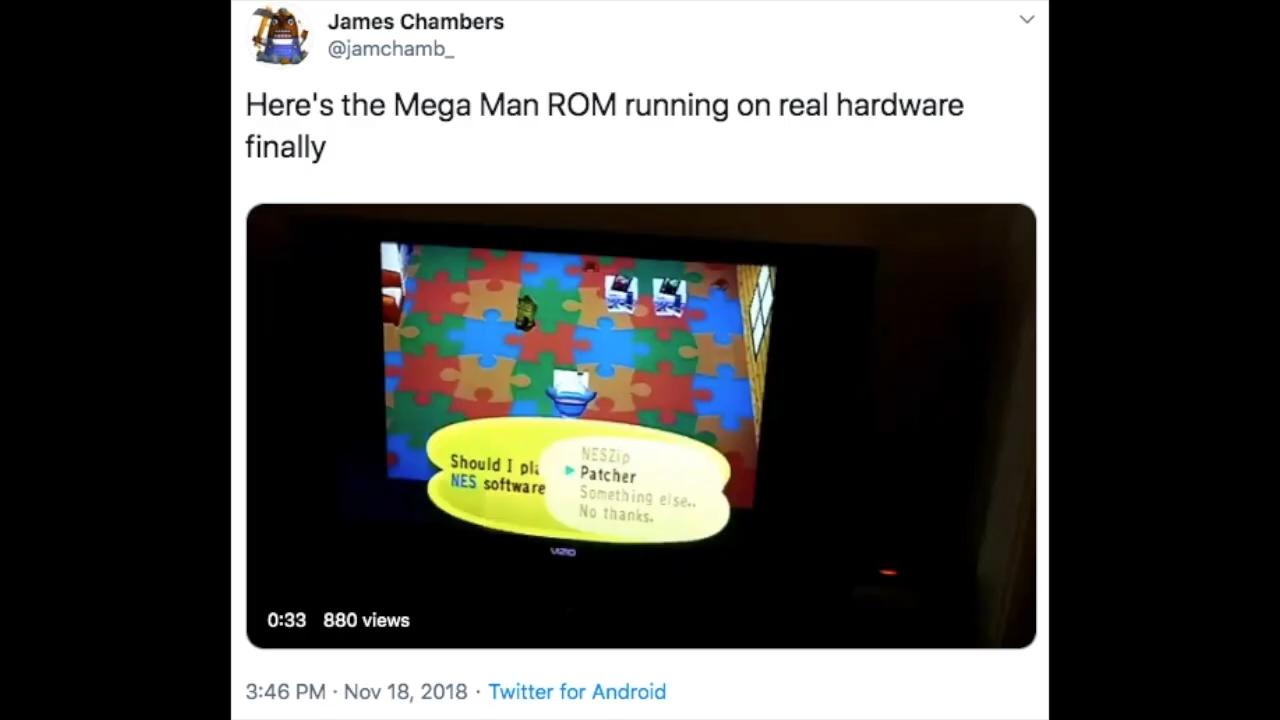 James Chambers
@jamchamb_
Here's the Mega Man ROM running on real hardware
finally
NESZip
Should I pla
Patcher
NES software
Something else..
No thanks.
VIZIO
0:33 880 views
3:46 PM · Nov 18, 2018 · Twitter for Android